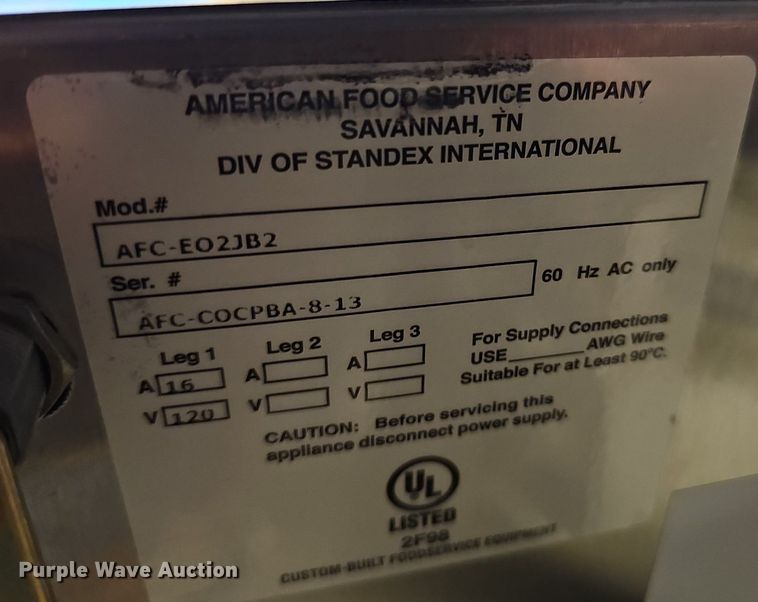 AMERICAN FOOD SERVICE COMPANY
SAVANNAH, TN
DIV OF STANDEX INTERNATIONAL
Mod.#
AFC-EO2JB2
Ser. #
AFC-COCPBA-8-13
60 Hz AC only
Leg 1 Leg 2 Leg 3
A 16 A A
V 120 V V
For Supply Connections
USE______ AWG Wire
Suitable For at Least 90°C.
CAUTION: Before servicing this
appliance disconnect power supply.
UL
LISTED
2F98
CUSTOM-BUILT FOODSERVICE EQUIPMENT
Purple Wave Auction